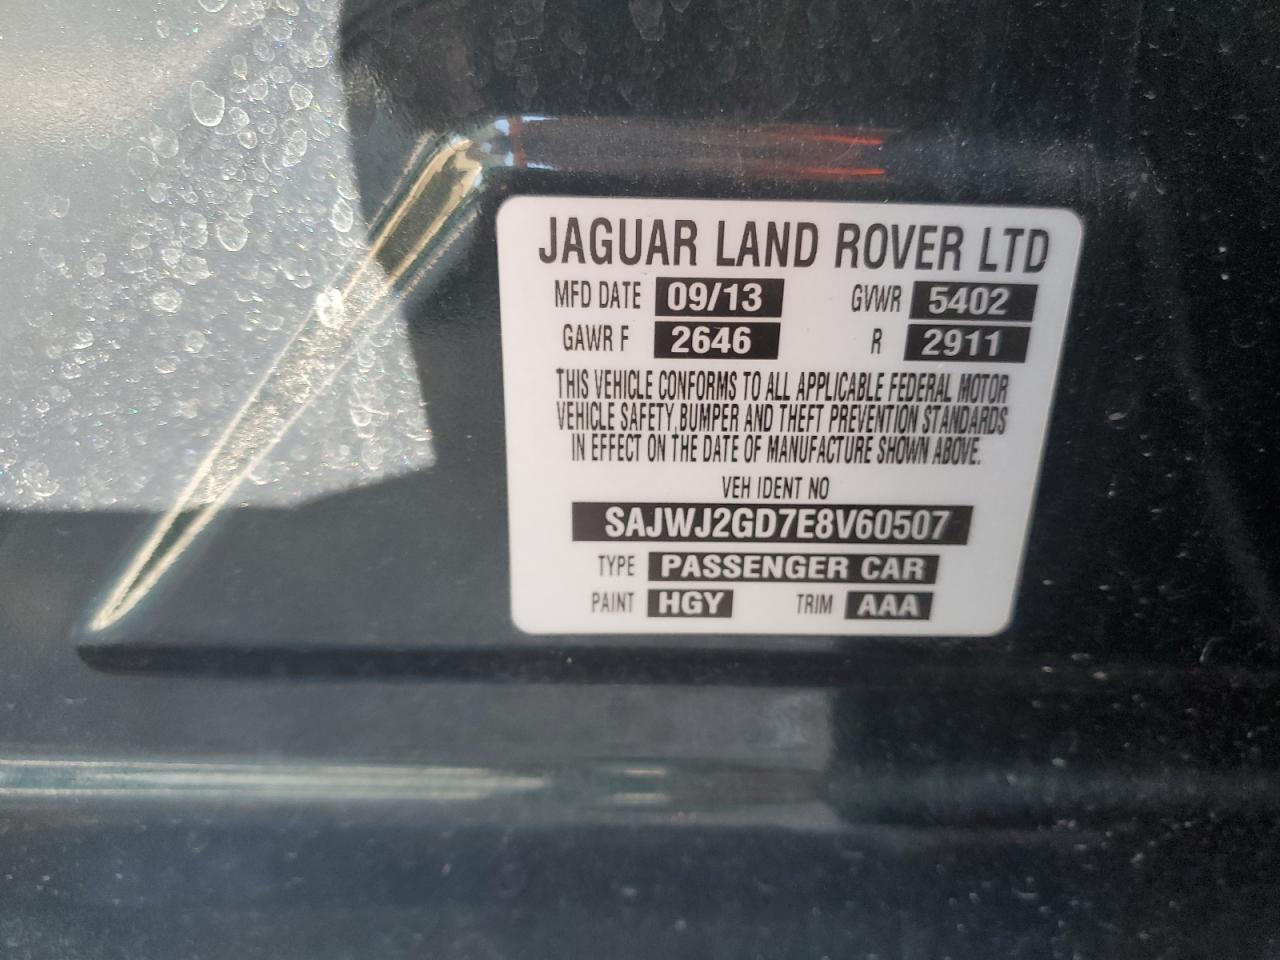 JAGUAR LAND ROVER LTD
MFD DATE 09/13 GVWR 5402
GAWR F 2646 R 2911
THIS VEHICLE CONFORMS TO ALL APPLICABLE FEDERAL MOTOR
VEHICLE SAFETY, BUMPER AND THEFT PREVENTION STANDARDS
IN EFFECT ON THE DATE OF MANUFACTURE SHOWN ABOVE.
VEH IDENT NO
SAJWJ2GD7E8V60507
TYPE PASSENGER CAR
PAINT HGY TRIM AAA